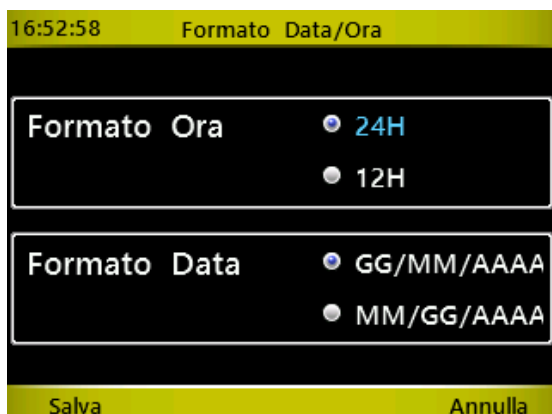 16:52:58 Formato Data/Ora
Formato Ora 24H
12H
Formato Data GG/MM/AAAA
MM/GG/AAAA
Salva Annulla